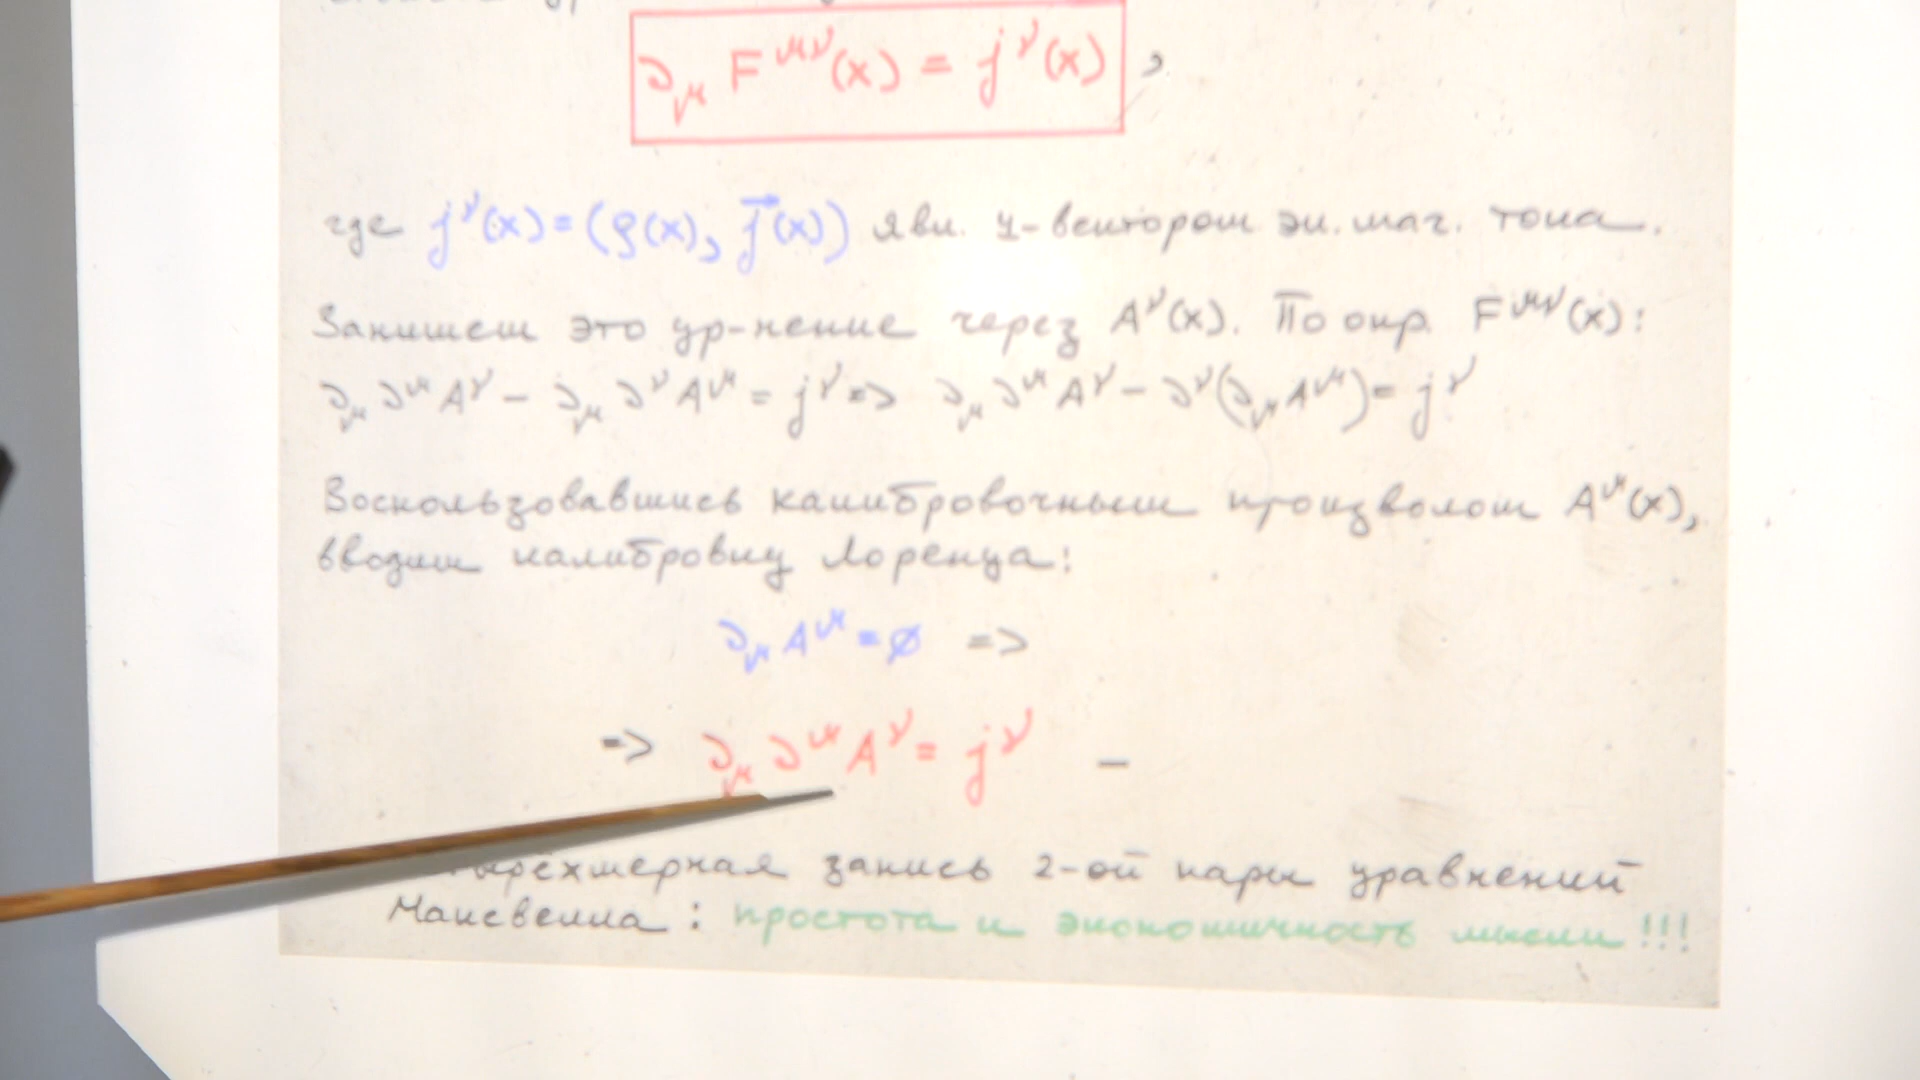 ∂_μ F^{μν}(x) = j^ν(x) ,
где j^ν(x) = (ρ(x), j⃗(x)) явл. 4-вектором эл. маг. тока.
Запишем это ур-нение через A^ν(x). По опр. F^{μν}(x):
∂_μ ∂^μ A^ν − ∂_μ ∂^ν A^μ = j^ν => ∂_μ ∂^μ A^ν − ∂^ν(∂_μ A^μ) = j^ν
Воспользовавшись калибровочным произволом A^μ(x),
вводим калибровку Лоренца:
∂_μ A^μ = ∅ =>
=> ∂_μ ∂^μ A^ν = j^ν −
запись 2-ой пары уравнений
Максвелла : простота и экономичность мысли !!!